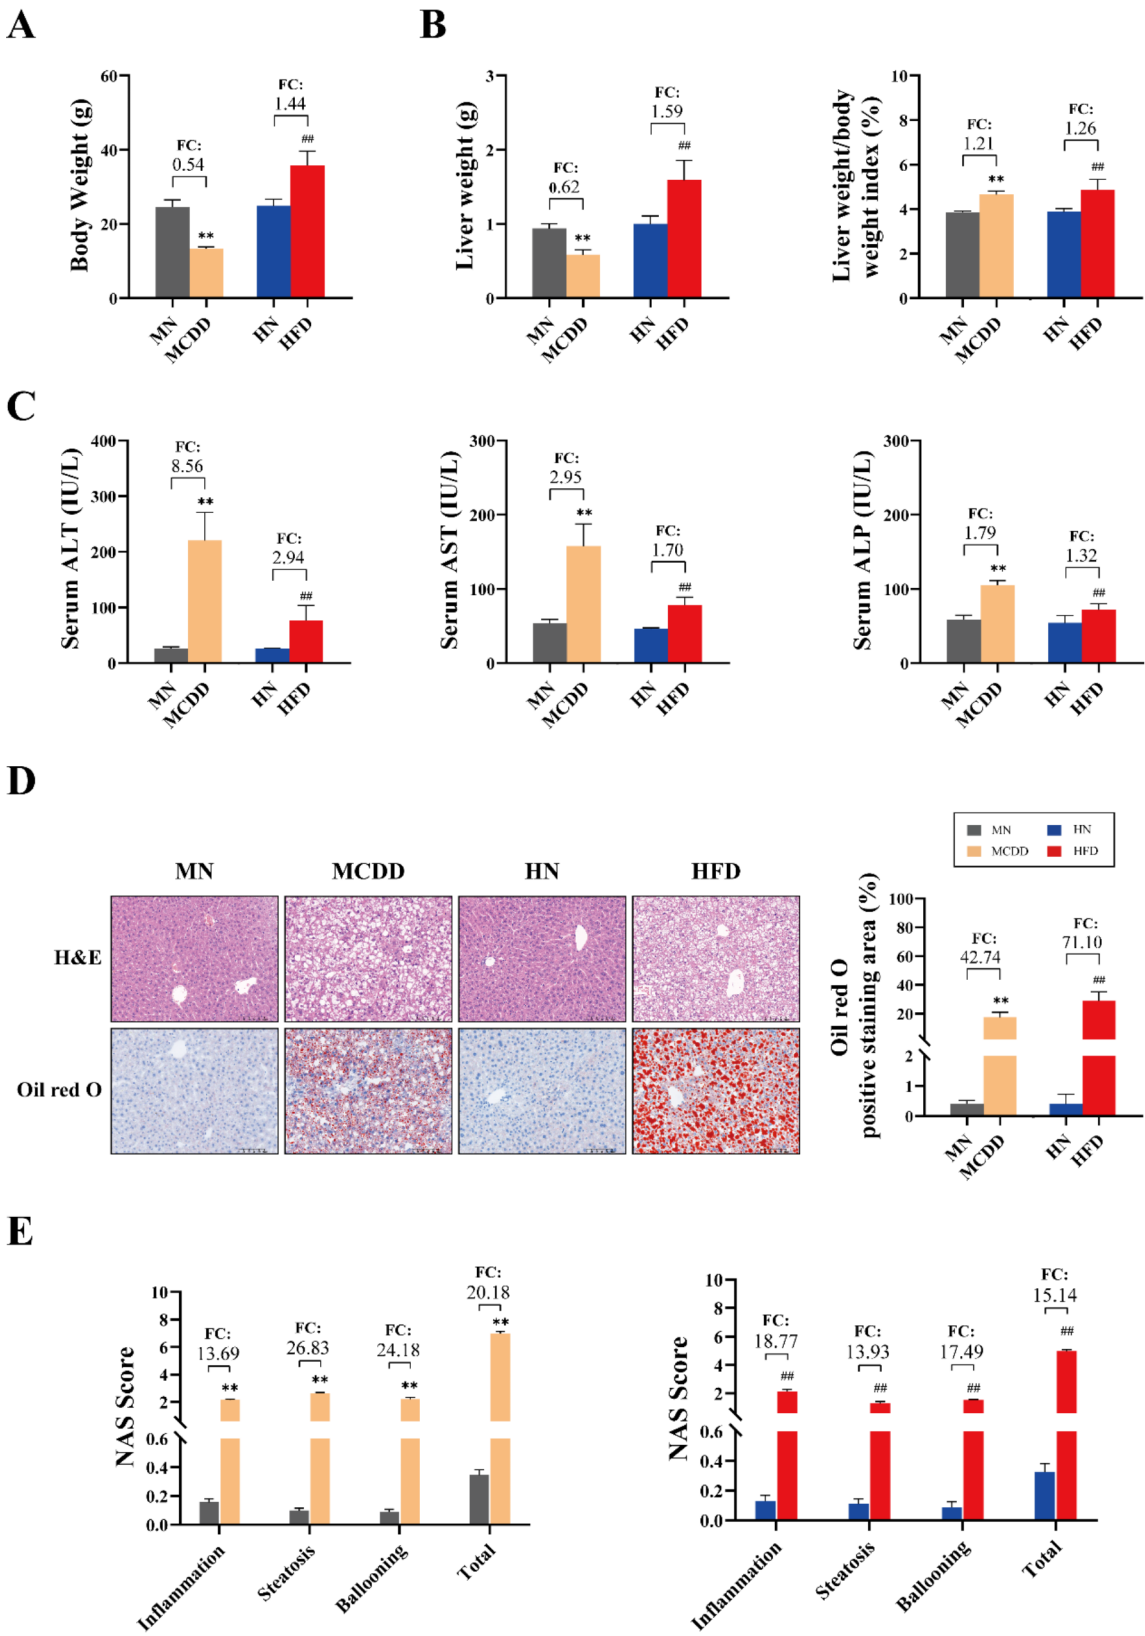 A
Body Weight (g)
60
40
20
0
FC:
0.54
**
FC:
1.44
##
MN
MCDD
HN
HFD
B
Liver weight (g)
3
2
1
0
FC:
0.62
**
FC:
1.59
##
MN
MCDD
HN
HFD
Liver weight/body
weight index (%)
10
8
6
4
2
0
FC:
1.21
**
FC:
1.26
##
MN
MCDD
HN
HFD
C
Serum ALT (IU/L)
400
300
200
100
0
FC:
8.56
**
FC:
2.94
##
MN
MCDD
HN
HFD
Serum AST (IU/L)
300
200
100
0
FC:
2.95
**
FC:
1.70
##
MN
MCDD
HN
HFD
Serum ALP (IU/L)
300
200
100
0
FC:
1.79
**
FC:
1.32
##
MN
MCDD
HN
HFD
D
MN
MCDD
HN
HFD
H&E
Oil red O
MN
HN
MCDD
HFD
Oil red O
positive staining area (%)
100
80
60
40
20
2
1
0
FC:
42.74
**
FC:
71.10
##
MN
MCDD
HN
HFD
E
NAS Score
10
8
6
4
2
0.6
0.4
0.2
0.0
FC:
13.69
**
FC:
26.83
**
FC:
24.18
**
FC:
20.18
**
Inflammation
Steatosis
Ballooning
Total
NAS Score
10
8
6
4
2
0.6
0.4
0.2
0.0
FC:
18.77
##
FC:
13.93
##
FC:
17.49
##
FC:
15.14
##
Inflammation
Steatosis
Ballooning
Total